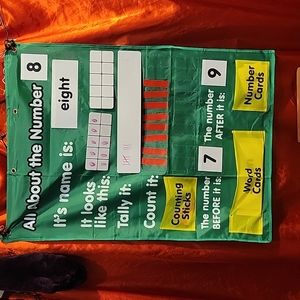 All About the Number 8
It's name is: eight
It looks
like this:
Tally it:
Count it:
Counting
Sticks
The number
BEFORE it is: 7
The number
AFTER it is: 9
Word
Cards
Number
Cards